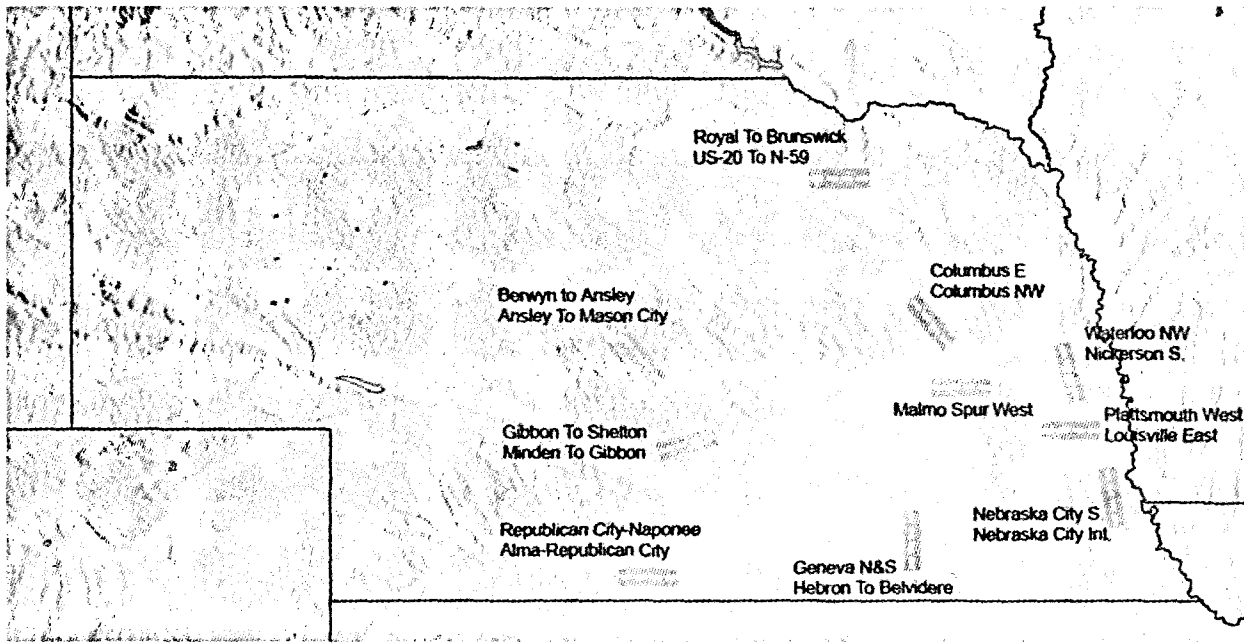 Royal To Brunswick
US-20 To N-59
Columbus E
Columbus NW
Berwyn to Ansley
Ansley To Mason City
Waterloo NW
Nickerson S.
Malmo Spur West
Plattsmouth West
Louisville East
Gibbon To Shelton
Minden To Gibbon
Nebraska City S.
Nebraska City Int.
Republican City-Naponee
Alma-Republican City
Geneva N&S
Hebron To Belvidere